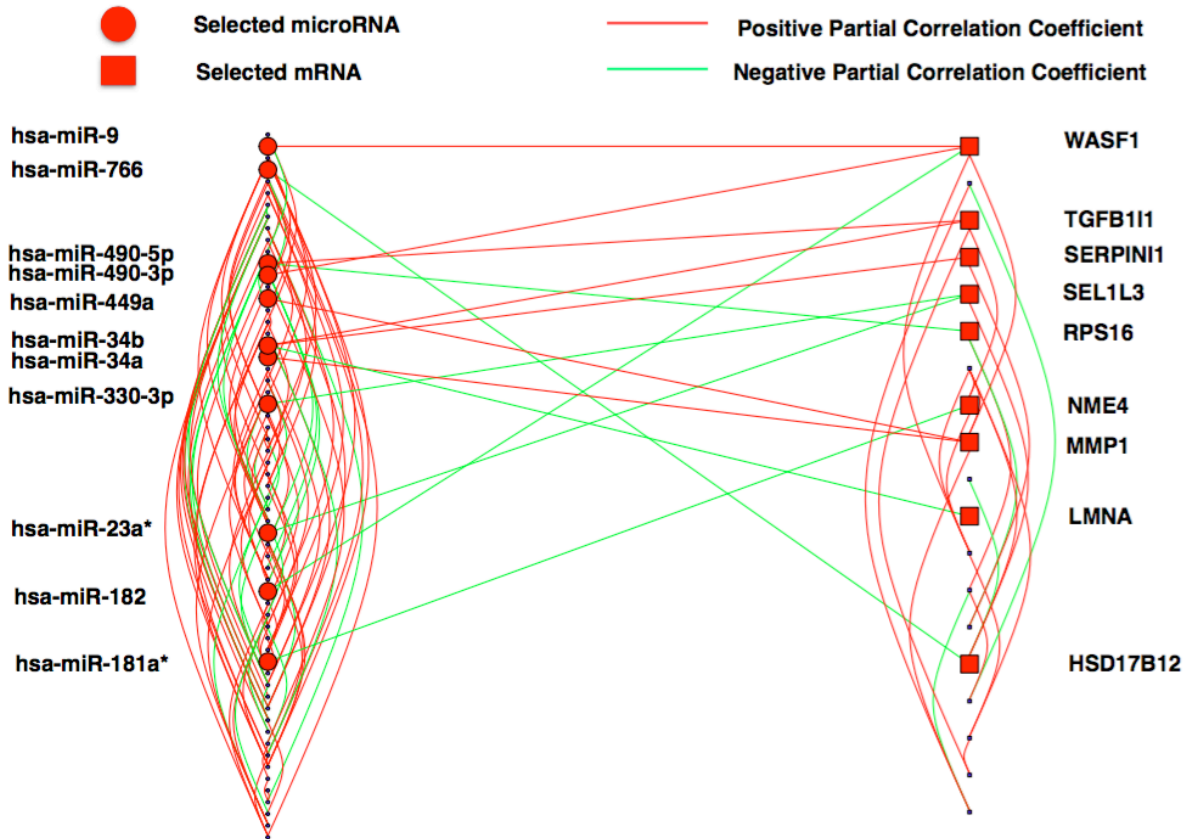 Selected microRNA
Positive Partial Correlation Coefficient
Selected mRNA
Negative Partial Correlation Coefficient
hsa-miR-9
hsa-miR-766
hsa-miR-490-5p
hsa-miR-490-3p
hsa-miR-449a
hsa-miR-34b
hsa-miR-34a
hsa-miR-330-3p
hsa-miR-23a*
hsa-miR-182
hsa-miR-181a*
WASF1
TGFB1I1
SERPINI1
SEL1L3
RPS16
NME4
MMP1
LMNA
HSD17B12